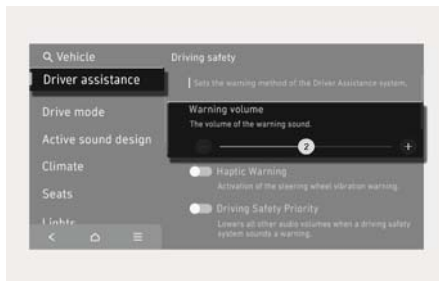 Vehicle
Driver assistance
Drive mode
Active sound design
Climate
Seats
Lights
Driving safety
Sets the warning method of the Driver Assistance system.
Warning volume
The volume of the warning sound.
2
Haptic Warning
Activation of the steering wheel vibration warning.
Driving Safety Priority
Lowers all other audio volumes when a driving safety
system sounds a warning.